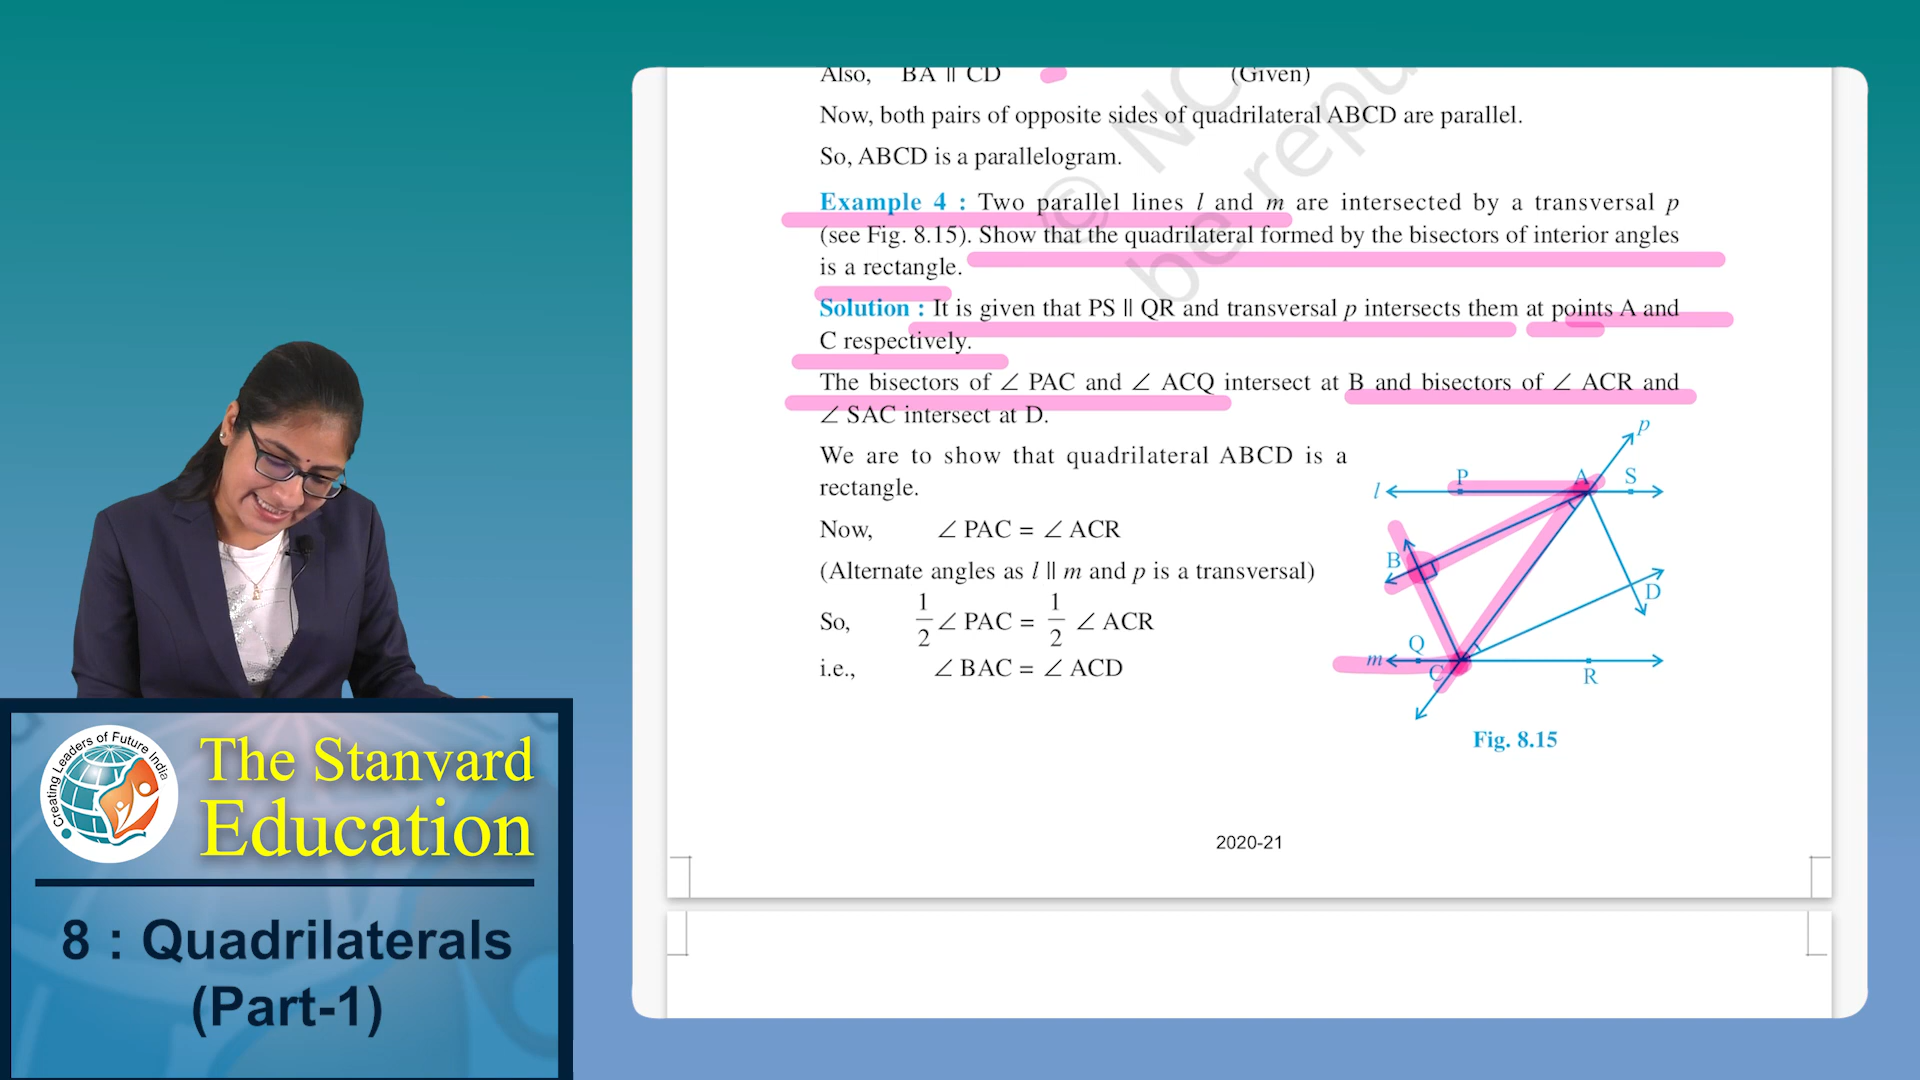 Also, BA || CD (Given)
Now, both pairs of opposite sides of quadrilateral ABCD are parallel.
So, ABCD is a parallelogram.
Example 4 : Two parallel lines l and m are intersected by a transversal p
(see Fig. 8.15). Show that the quadrilateral formed by the bisectors of interior angles
is a rectangle.
Solution : It is given that PS || QR and transversal p intersects them at points A and
C respectively.
The bisectors of ∠ PAC and ∠ ACQ intersect at B and bisectors of ∠ ACR and
∠ SAC intersect at D.
We are to show that quadrilateral ABCD is a
rectangle.
Now, ∠ PAC = ∠ ACR
(Alternate angles as l || m and p is a transversal)
So, 1/2 ∠ PAC = 1/2 ∠ ACR
i.e., ∠ BAC = ∠ ACD
p
l P A S
B
D
Q
m C R
Fig. 8.15
2020-21
© NC
be repu
Creating Leaders of Future India
The Stanvard
Education
8 : Quadrilaterals
(Part-1)